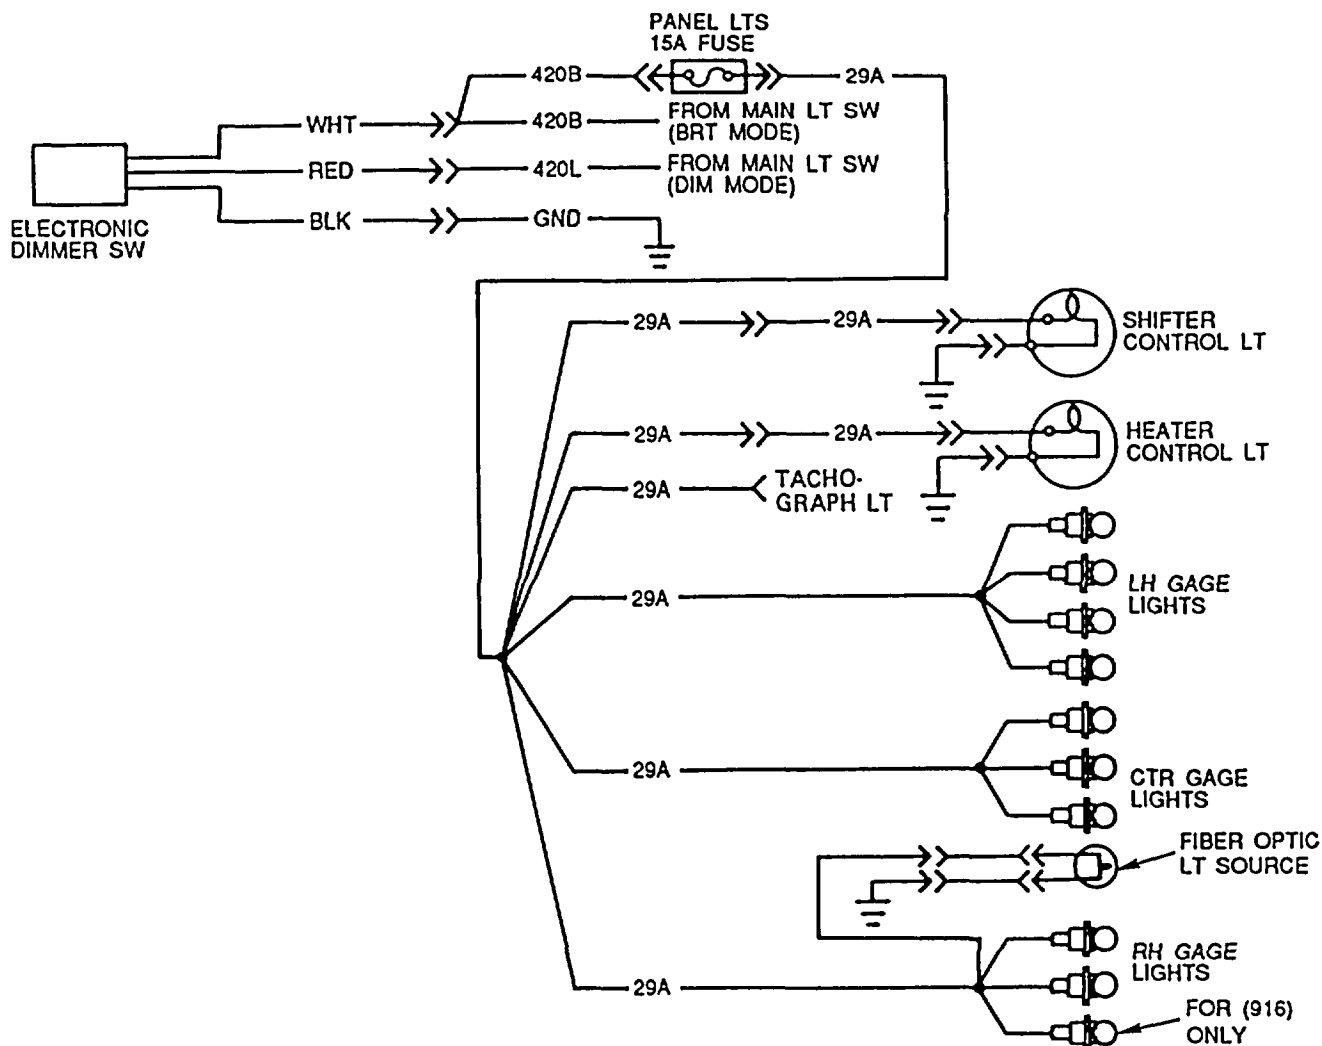 PANEL LTS
15A FUSE
420B
29A
WHT
420B
FROM MAIN LT SW
(BRT MODE)
RED
420L
FROM MAIN LT SW
(DIM MODE)
BLK
GND
ELECTRONIC
DIMMER SW
29A
29A
SHIFTER
CONTROL LT
29A
29A
HEATER
CONTROL LT
29A
TACHO-
GRAPH LT
29A
LH GAGE
LIGHTS
29A
CTR GAGE
LIGHTS
FIBER OPTIC
LT SOURCE
29A
RH GAGE
LIGHTS
FOR (916)
ONLY